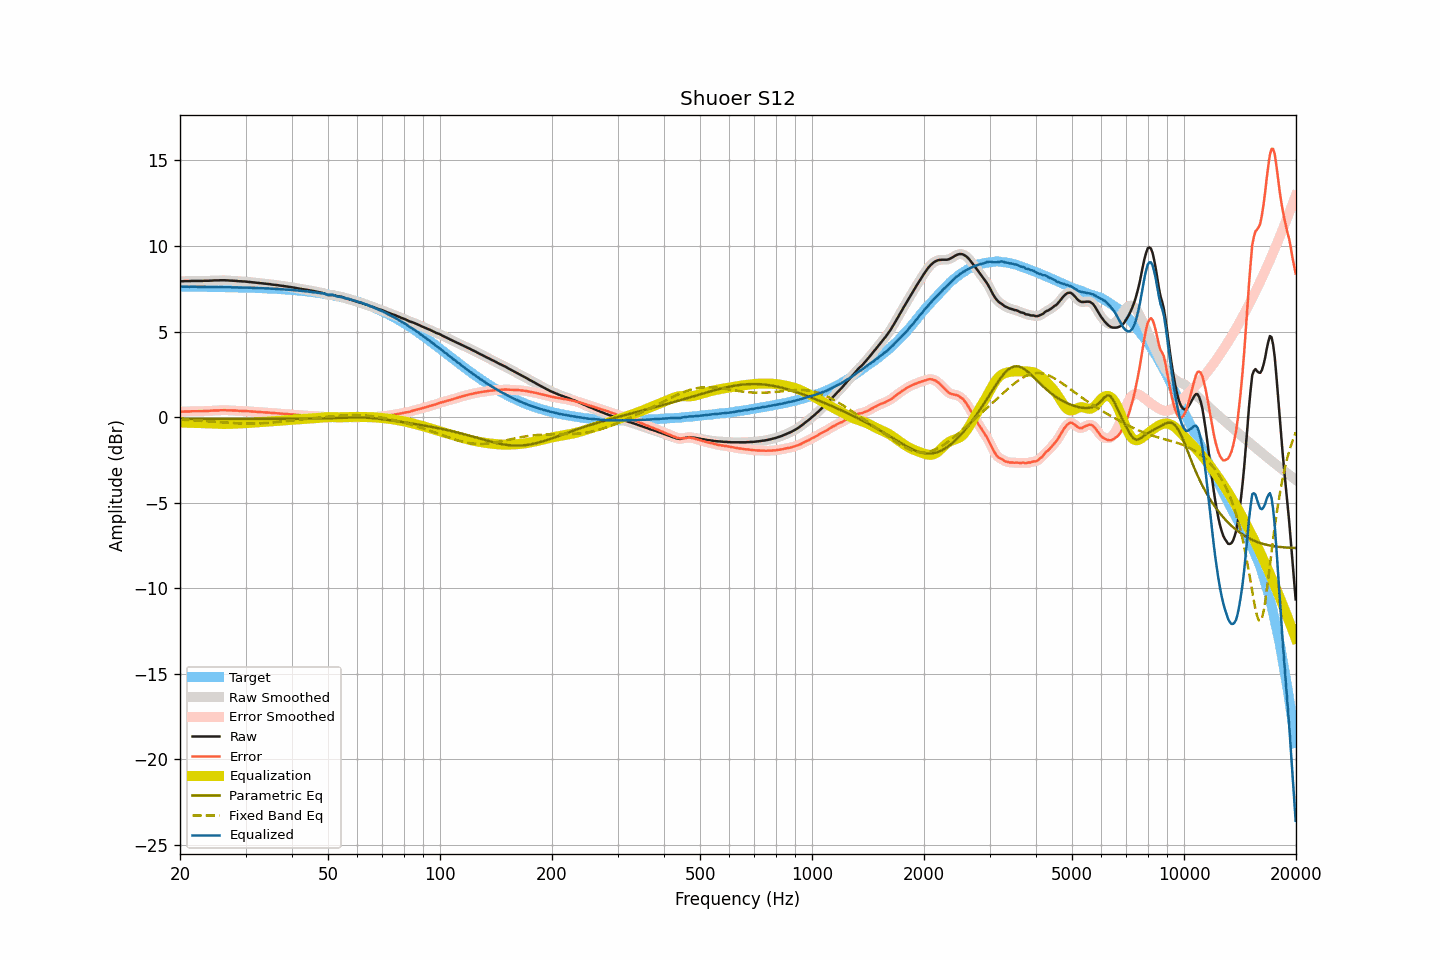 Shuoer S12
Amplitude (dBr)
15
10
5
0
−5
−10
−15
−20
−25
Target
Raw Smoothed
Error Smoothed
Raw
Error
Equalization
Parametric Eq
Fixed Band Eq
Equalized
20 50 100 200 500 1000 2000 5000 10000 20000
Frequency (Hz)